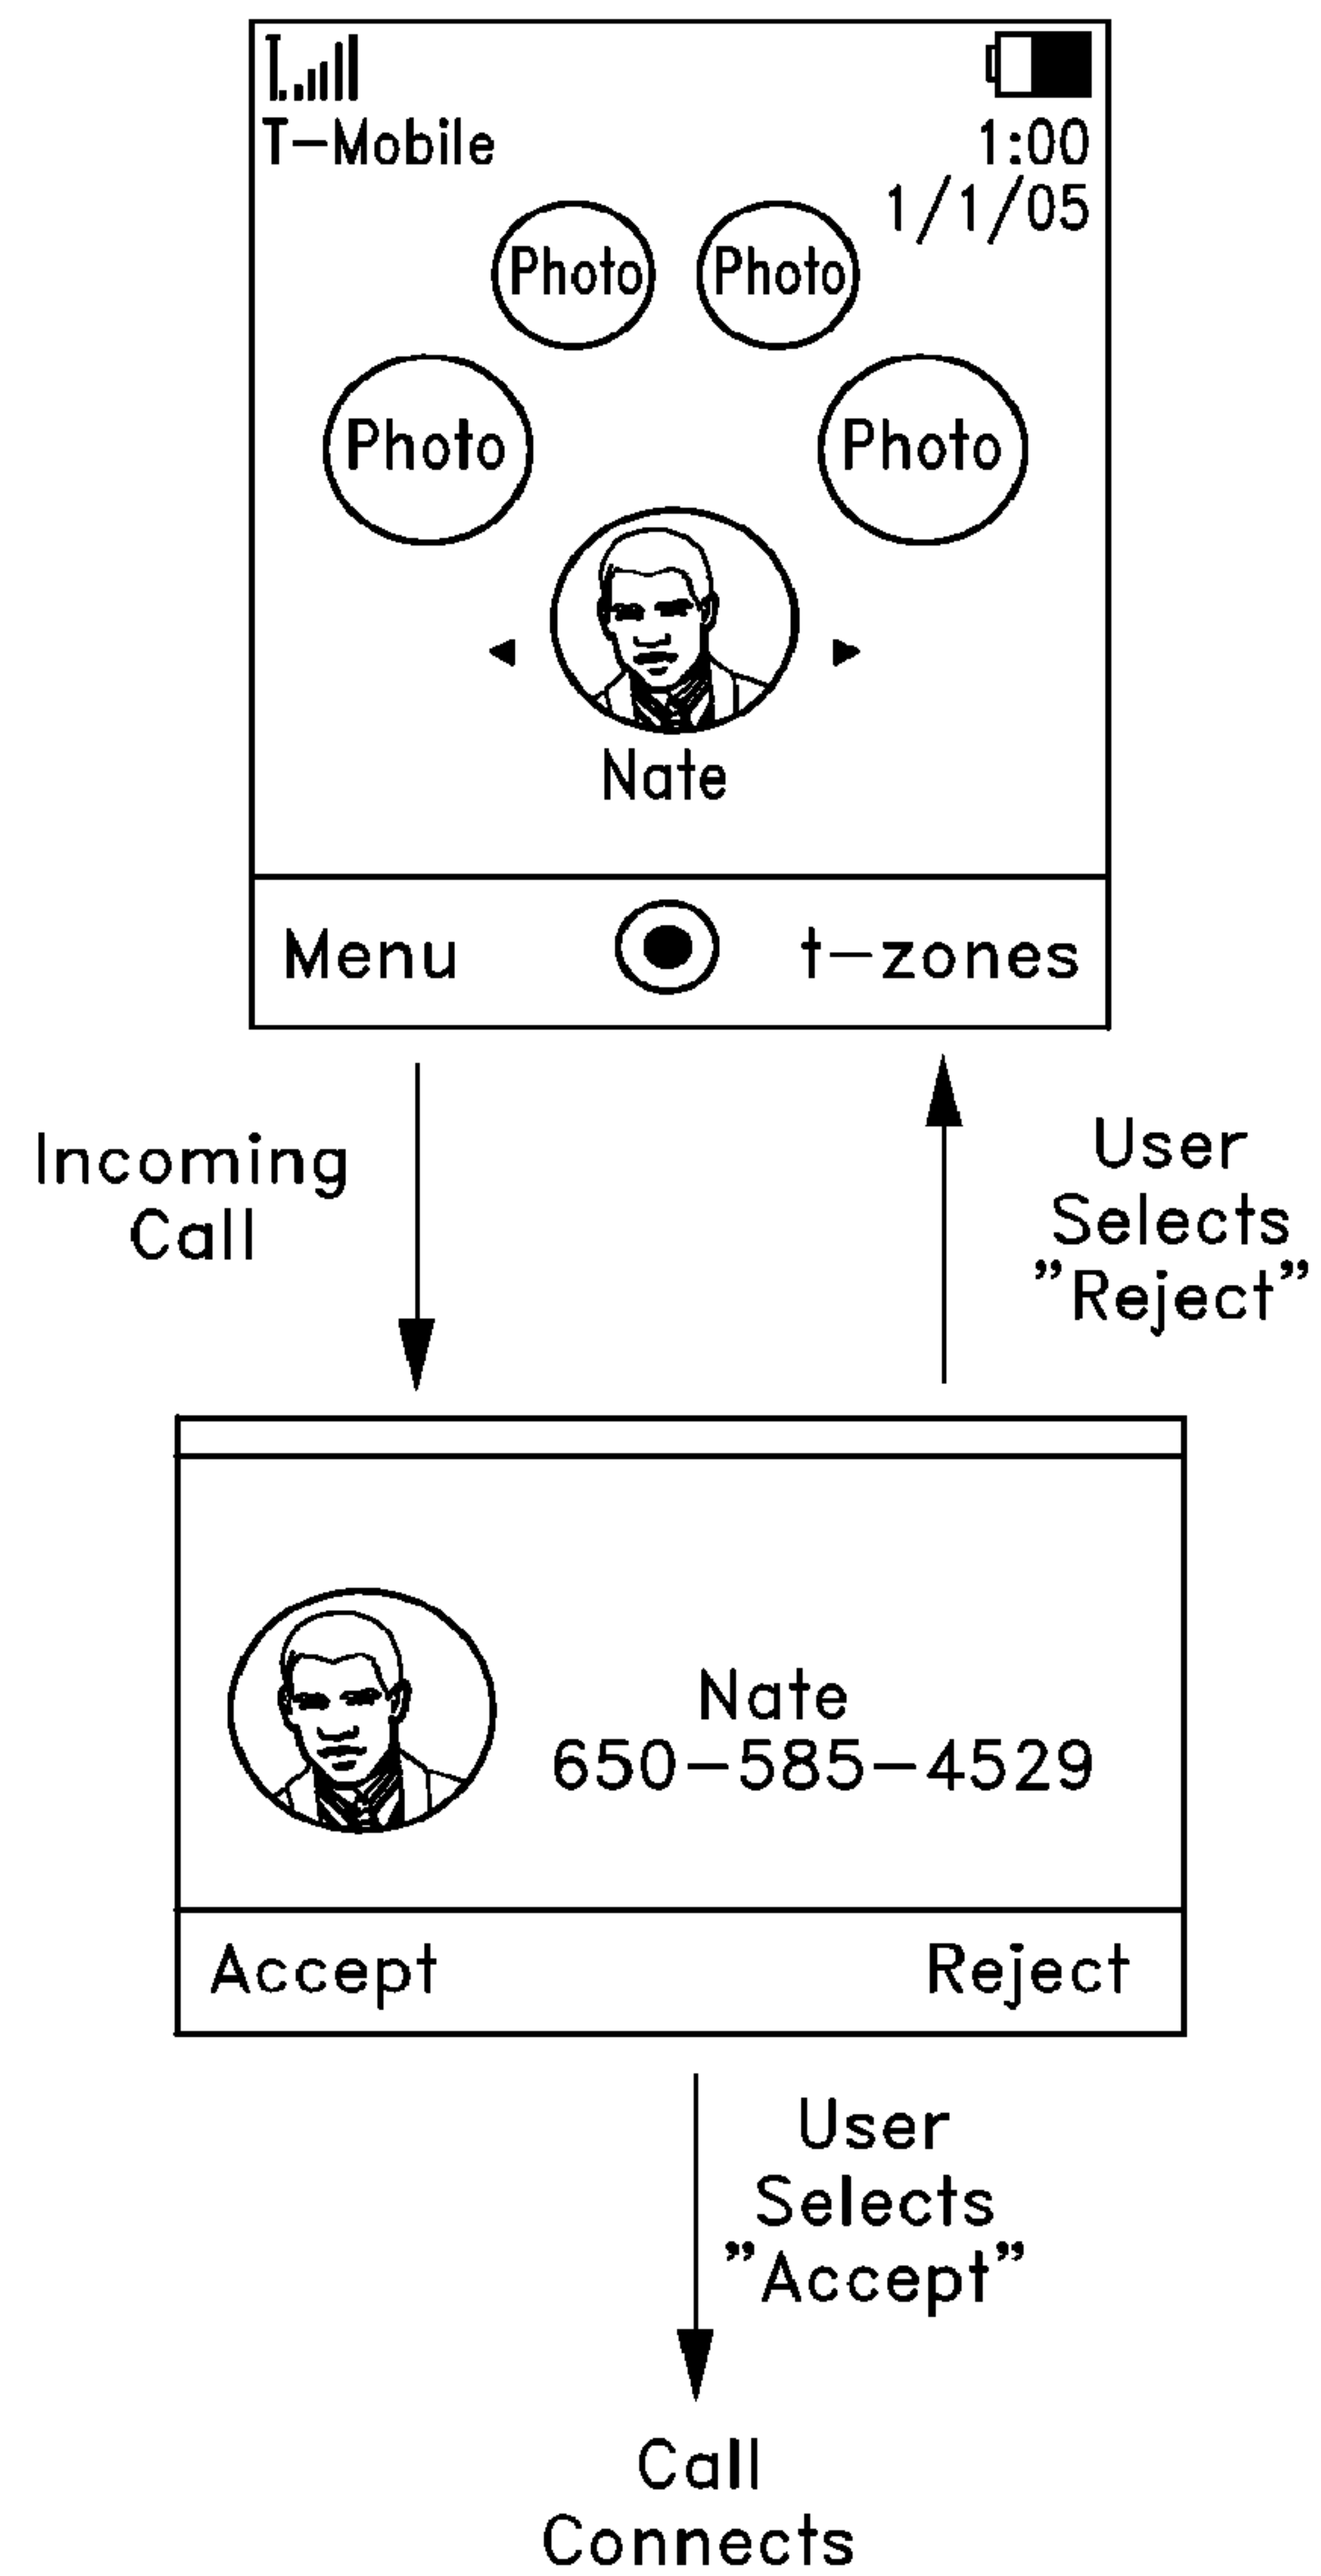 T-Mobile
1:00
1/1/05
Photo
Photo
Photo
Photo
Nate
Menu
t-zones
Incoming
Call
User
Selects
”Reject”
Nate
650-585-4529
Accept
Reject
User
Selects
”Accept”
Call
Connects